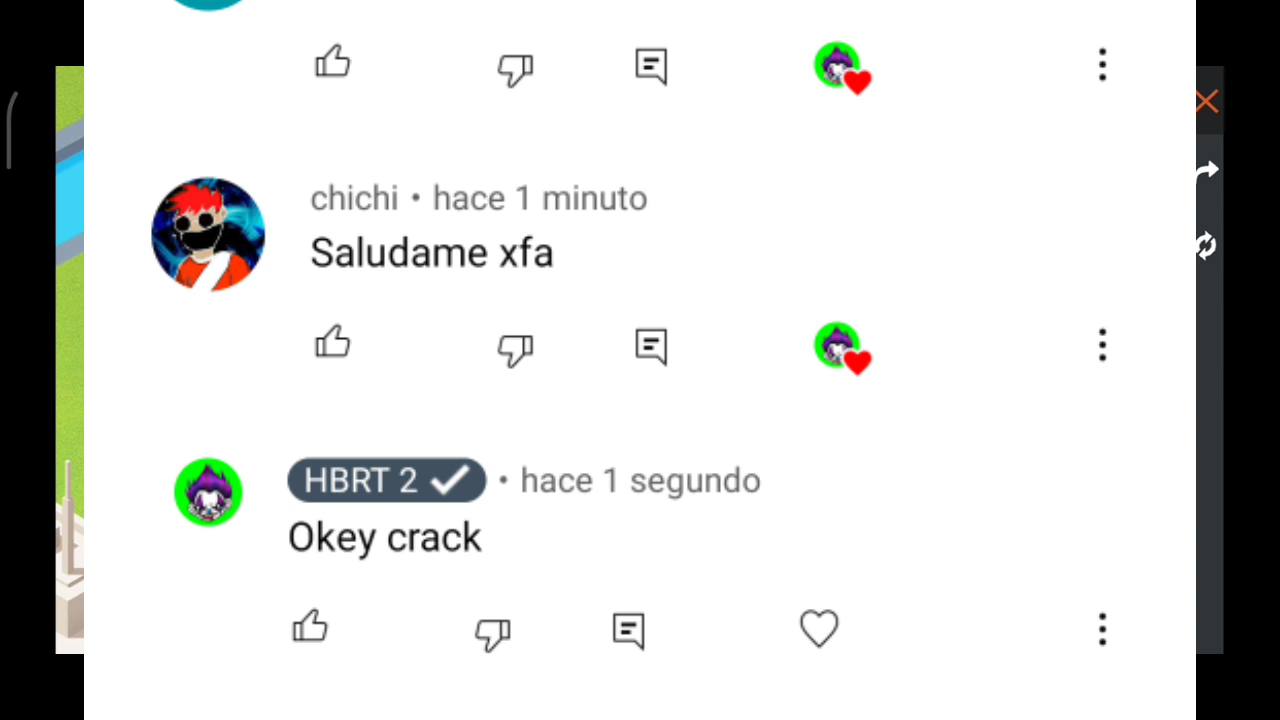 chichi • hace 1 minuto
Saludame xfa
HBRT 2 ✔ • hace 1 segundo
Okey crack